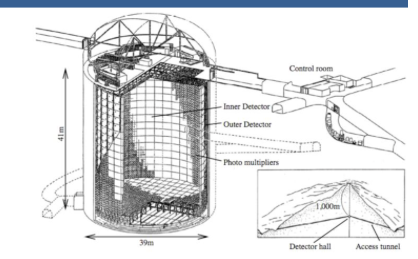 Control room
Inner Detector
Outer Detector
Photo multipliers
41m
39m
1,000m
Detector hall
Access tunnel